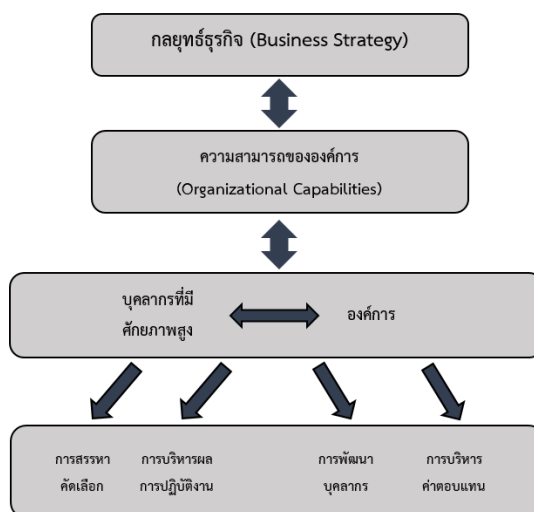 กลยุทธ์ธุรกิจ (Business Strategy)
ความสามารถขององค์การ
(Organizational Capabilities)
บุคลากรที่มี
ศักยภาพสูง
องค์การ
การสรรหา
คัดเลือก
การบริหารผล
การปฏิบัติงาน
การพัฒนา
บุคลากร
การบริหาร
ค่าตอบแทน